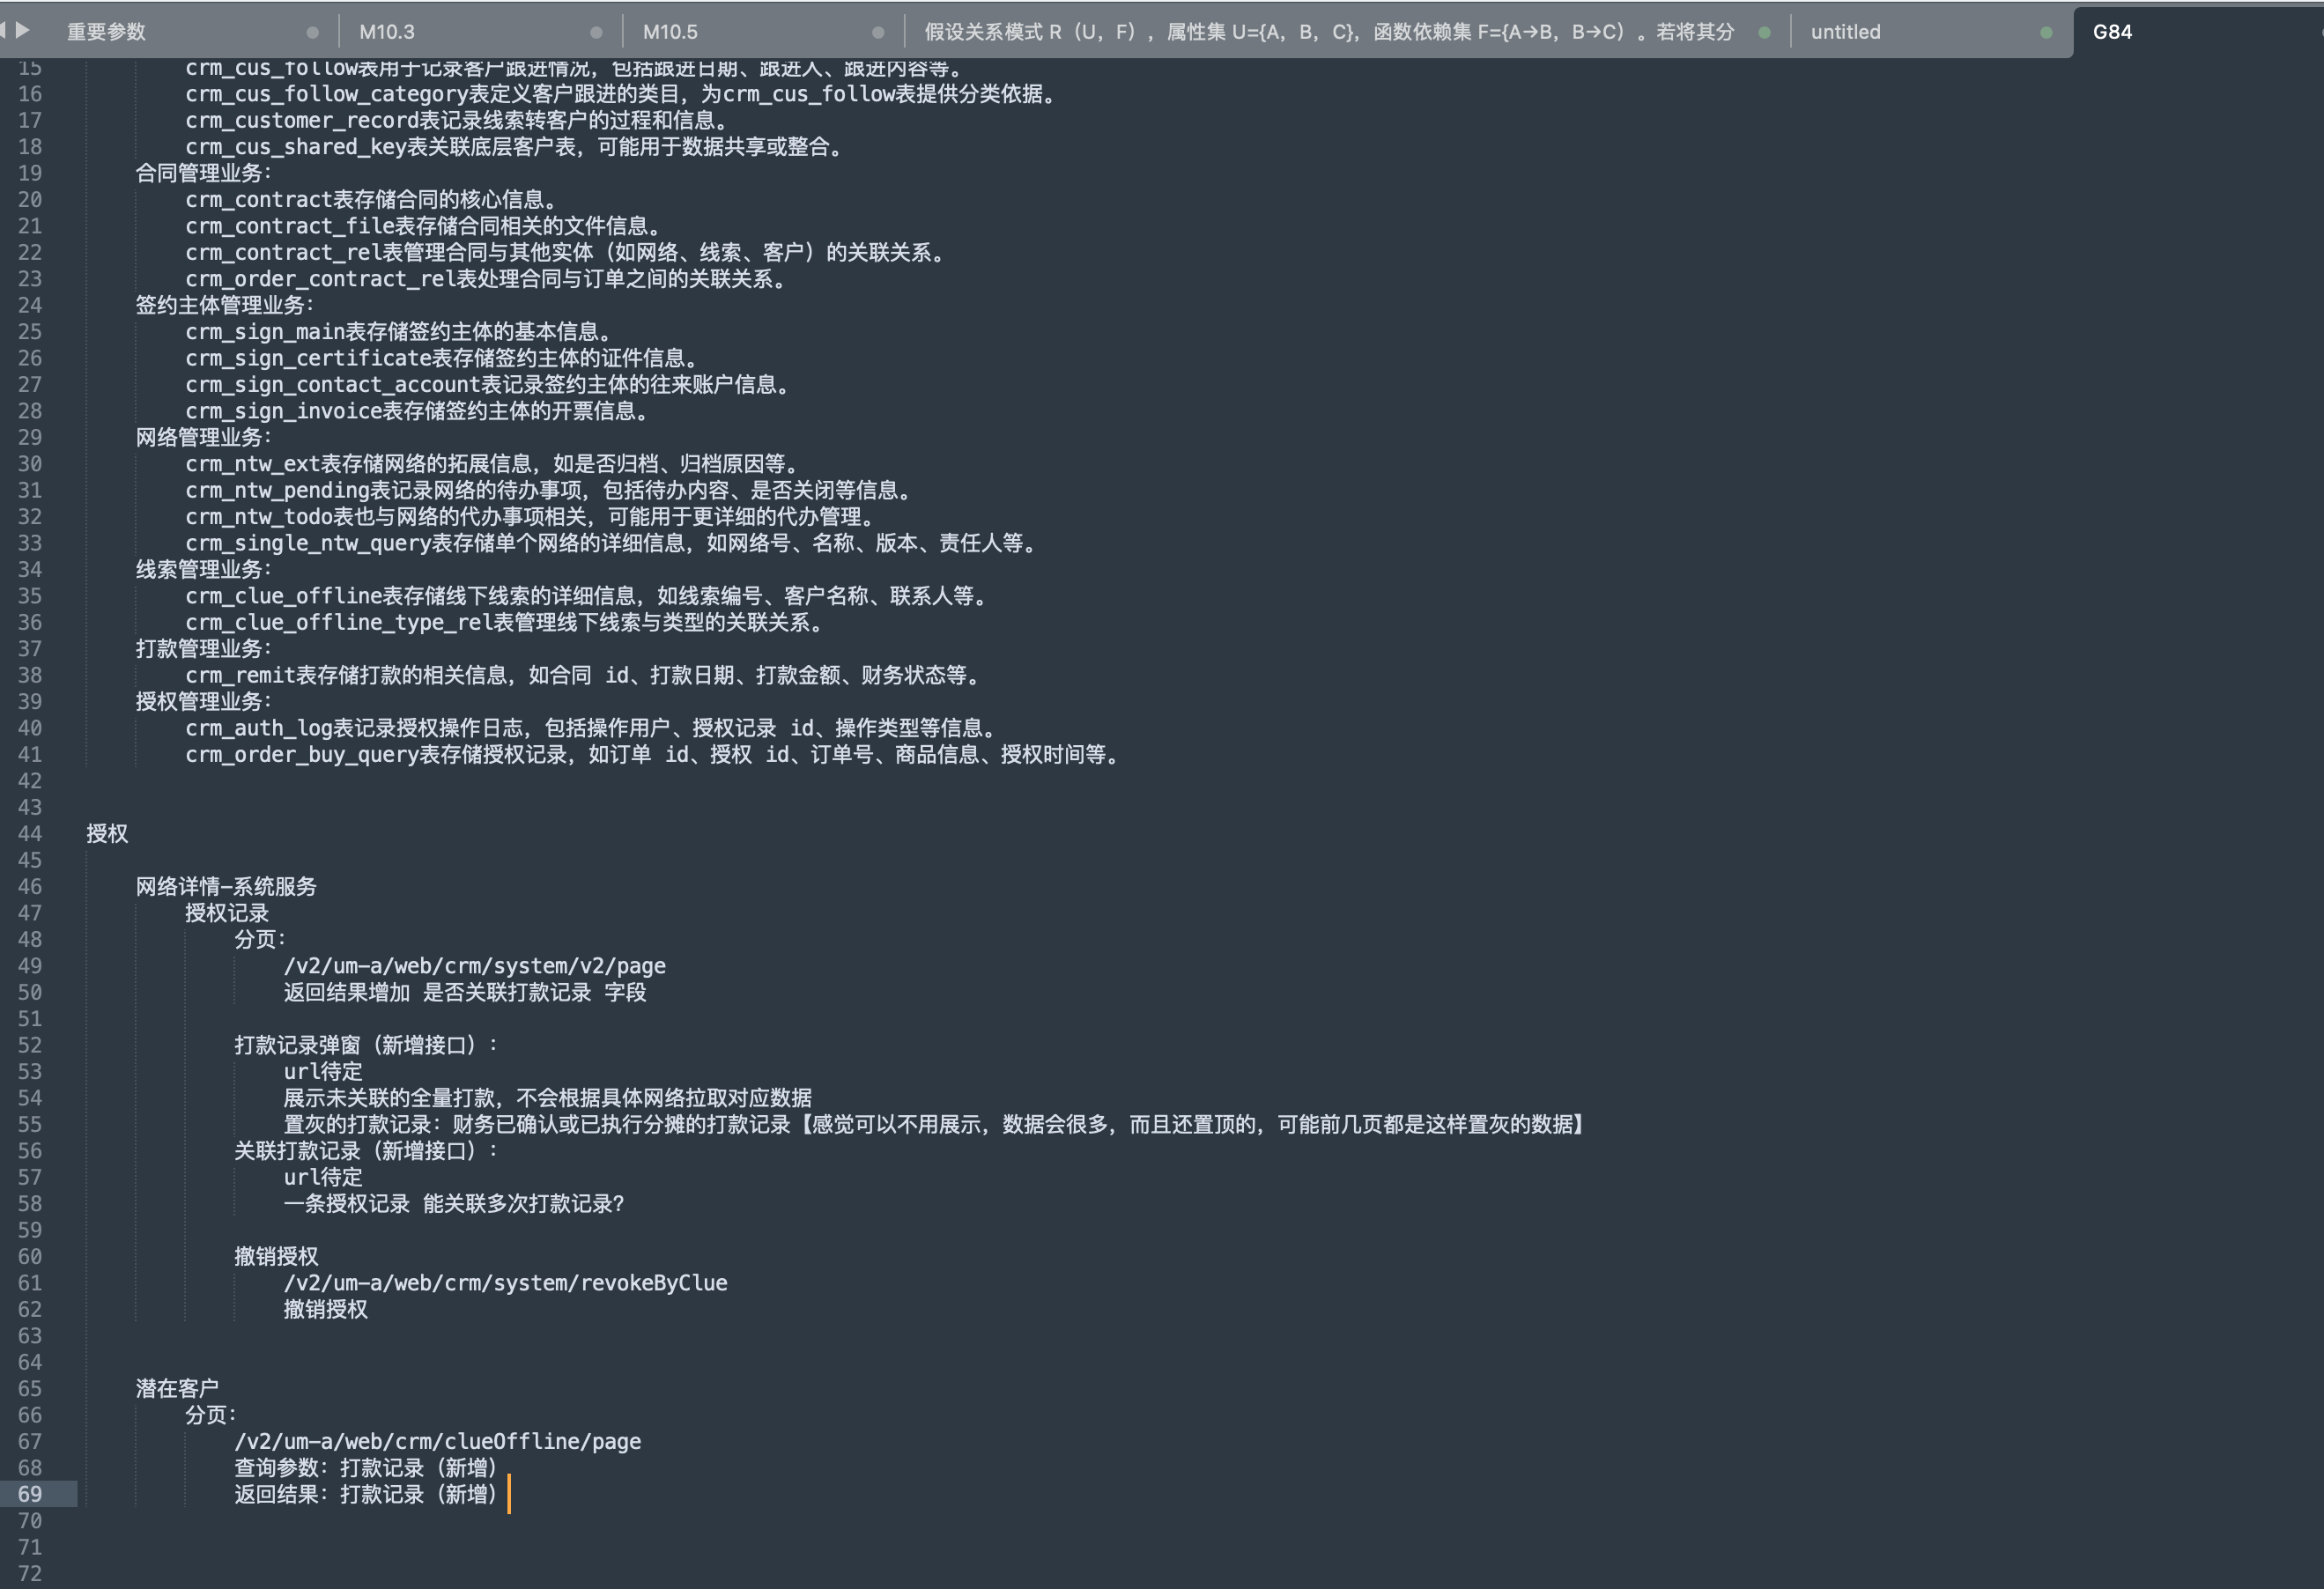 重要参数
M10.3
M10.5
假设关系模式 R（U，F），属性集 U={A，B，C}，函数依赖集 F={A→B，B→C）。若将其分
untitled
G84
15 crm_cus_follow表用于记录客户跟进情况，包括跟进日期、跟进人、跟进内容等。
16 crm_cus_follow_category表定义客户跟进的类目，为crm_cus_follow表提供分类依据。
17 crm_customer_record表记录线索转客户的过程和信息。
18 crm_cus_shared_key表关联底层客户表，可能用于数据共享或整合。
19 合同管理业务：
20 crm_contract表存储合同的核心信息。
21 crm_contract_file表存储合同相关的文件信息。
22 crm_contract_rel表管理合同与其他实体（如网络、线索、客户）的关联关系。
23 crm_order_contract_rel表处理合同与订单之间的关联关系。
24 签约主体管理业务：
25 crm_sign_main表存储签约主体的基本信息。
26 crm_sign_certificate表存储签约主体的证件信息。
27 crm_sign_contact_account表记录签约主体的往来账户信息。
28 crm_sign_invoice表存储签约主体的开票信息。
29 网络管理业务：
30 crm_ntw_ext表存储网络的拓展信息，如是否归档、归档原因等。
31 crm_ntw_pending表记录网络的待办事项，包括待办内容、是否关闭等信息。
32 crm_ntw_todo表也与网络的代办事项相关，可能用于更详细的代办管理。
33 crm_single_ntw_query表存储单个网络的详细信息，如网络号、名称、版本、责任人等。
34 线索管理业务：
35 crm_clue_offline表存储线下线索的详细信息，如线索编号、客户名称、联系人等。
36 crm_clue_offline_type_rel表管理线下线索与类型的关联关系。
37 打款管理业务：
38 crm_remit表存储打款的相关信息，如合同 id、打款日期、打款金额、财务状态等。
39 授权管理业务：
40 crm_auth_log表记录授权操作日志，包括操作用户、授权记录 id、操作类型等信息。
41 crm_order_buy_query表存储授权记录，如订单 id、授权 id、订单号、商品信息、授权时间等。
42
43
44 授权
45
46 网络详情-系统服务
47 授权记录
48 分页：
49 /v2/um-a/web/crm/system/v2/page
50 返回结果增加 是否关联打款记录 字段
51
52 打款记录弹窗（新增接口）：
53 url待定
54 展示未关联的全量打款，不会根据具体网络拉取对应数据
55 置灰的打款记录：财务已确认或已执行分摊的打款记录【感觉可以不用展示，数据会很多，而且还置顶的，可能前几页都是这样置灰的数据】
56 关联打款记录（新增接口）：
57 url待定
58 一条授权记录 能关联多次打款记录？
59
60 撤销授权
61 /v2/um-a/web/crm/system/revokeByClue
62 撤销授权
63
64
65 潜在客户
66 分页：
67 /v2/um-a/web/crm/clueOffline/page
68 查询参数：打款记录（新增）
69 返回结果：打款记录（新增）
70
71
72